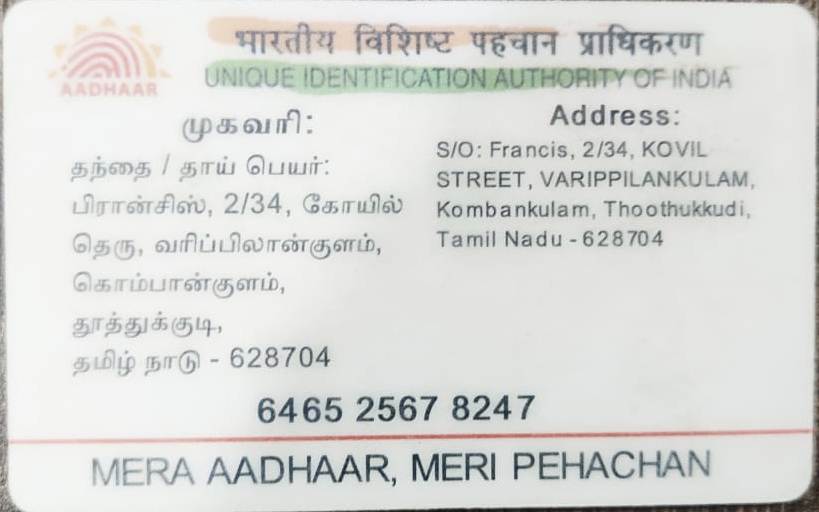 AADHAAR
भारतीय विशिष्ट पहचान प्राधिकरण
UNIQUE IDENTIFICATION AUTHORITY OF INDIA
முகவரி:
தந்தை / தாய் பெயர்:
பிரான்சிஸ், 2/34, கோயில்
தெரு, வரிப்பிலான்குளம்,
கொம்பான்குளம்,
தூத்துக்குடி,
தமிழ் நாடு - 628704
Address:
S/O: Francis, 2/34, KOVIL
STREET, VARIPPILANKULAM,
Kombankulam, Thoothukkudi,
Tamil Nadu - 628704
6465 2567 8247
MERA AADHAAR, MERI PEHACHAN